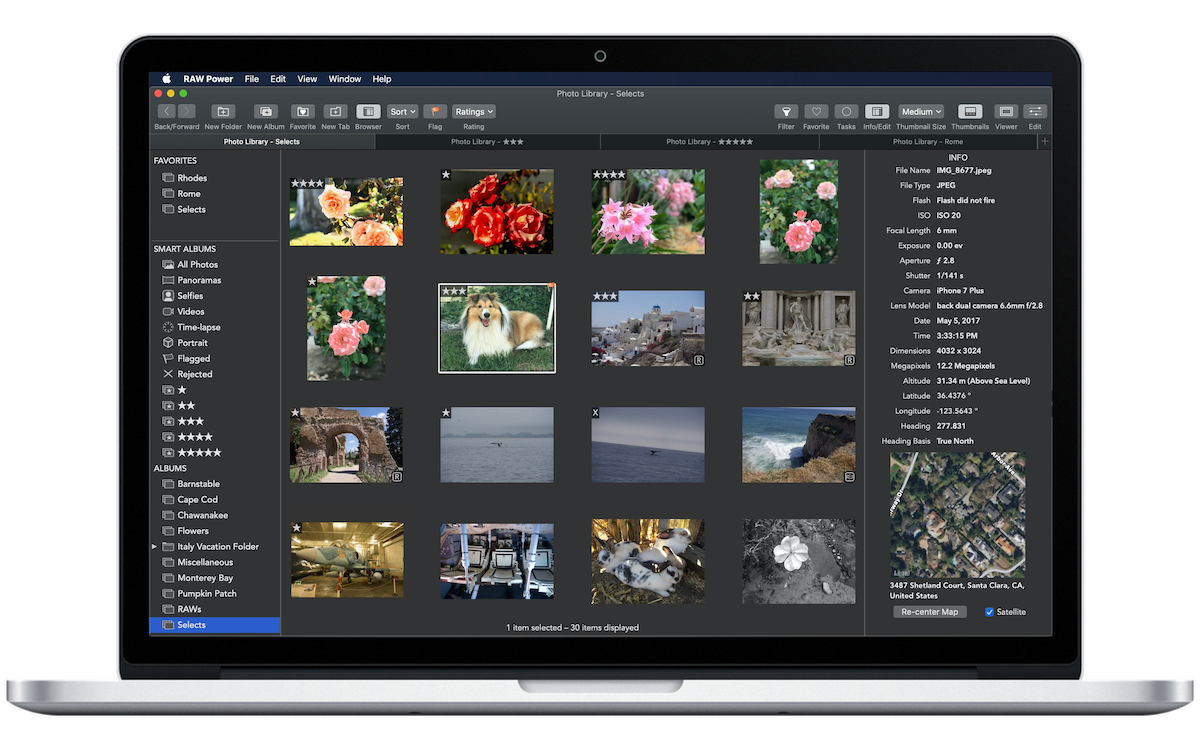 RAW Power File Edit View Window Help
Photo Library - Selects
Sort Ratings Medium
Back/Forward New Folder New Album Favorite New Tab Browser Sort Flag Rating Filter Favorite Tasks Info/Edit Thumbnail Size Thumbnails Viewer Edit
Photo Library - Selects Photo Library - ★★★ Photo Library - ★★★★★ Photo Library - Rome +
FAVORITES
Rhodes
Rome
Selects
SMART ALBUMS
All Photos
Panoramas
Selfies
Videos
Time-lapse
Portrait
Flagged
Rejected
★
★★
★★★
★★★★
★★★★★
ALBUMS
Barnstable
Cape Cod
Chawanakee
Flowers
Italy Vacation Folder
Miscellaneous
Monterey Bay
Pumpkin Patch
RAWs
Selects
★★★★ ★ ★★★★
★ ★★★ ★★★ R ★★ R
★ R ★ X R
★
1 item selected – 30 items displayed
INFO
File Name IMG_8677.jpeg
File Type JPEG
Flash Flash did not fire
ISO ISO 20
Focal Length 6 mm
Exposure 0.00 ev
Aperture ƒ 2.8
Shutter 1/141 s
Camera iPhone 7 Plus
Lens Model back dual camera 6.6mm f/2.8
Date May 5, 2017
Time 3:33:15 PM
Dimensions 4032 x 3024
Megapixels 12.2 Megapixels
Altitude 31.34 m (Above Sea Level)
Latitude 36.4376 °
Longitude -123.5643 °
Heading 277.831
Heading Basis True North
Legal
3487 Shetland Court, Santa Clara, CA,
United States
Re-center Map Satellite